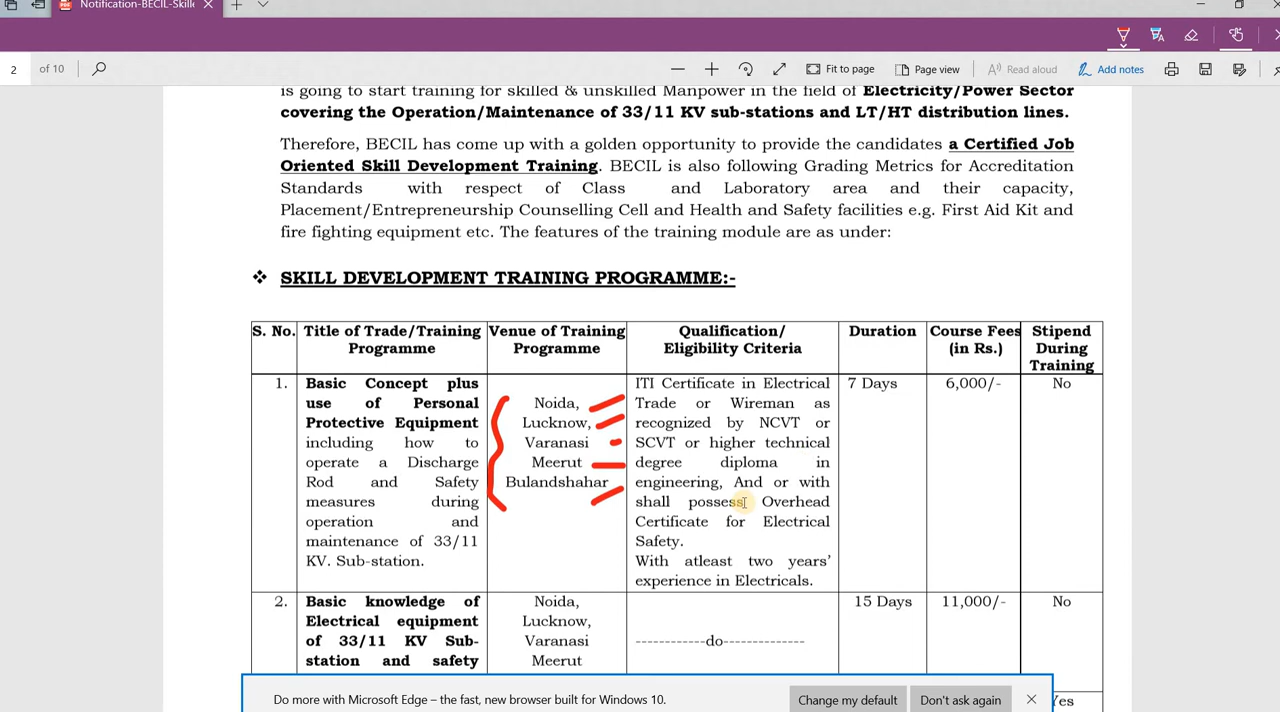 Notification-BECIL-Skille
2 of 10
Fit to page
Page view
Read aloud
Add notes
is going to start training for skilled & unskilled Manpower in the field of Electricity/Power Sector
covering the Operation/Maintenance of 33/11 KV sub-stations and LT/HT distribution lines.
Therefore, BECIL has come up with a golden opportunity to provide the candidates a Certified Job
Oriented Skill Development Training. BECIL is also following Grading Metrics for Accreditation
Standards with respect of Class and Laboratory area and their capacity,
Placement/Entrepreneurship Counselling Cell and Health and Safety facilities e.g. First Aid Kit and
fire fighting equipment etc. The features of the training module are as under:
❖ SKILL DEVELOPMENT TRAINING PROGRAMME:-
S. No.
Title of Trade/Training
Programme
Venue of Training
Programme
Qualification/
Eligibility Criteria
Duration
Course Fees
(in Rs.)
Stipend
During
Training
1.
Basic Concept plus
use of Personal
Protective Equipment
including how to
operate a Discharge
Rod and Safety
measures during
operation and
maintenance of 33/11
KV. Sub-station.
Noida,
Lucknow,
Varanasi
Meerut
Bulandshahar
ITI Certificate in Electrical
Trade or Wireman as
recognized by NCVT or
SCVT or higher technical
degree diploma in
engineering, And or with
shall possess Overhead
Certificate for Electrical
Safety.
With atleast two years'
experience in Electricals.
7 Days
6,000/-
No
2.
Basic knowledge of
Electrical equipment
of 33/11 KV Sub-
station and safety
Noida,
Lucknow,
Varanasi
Meerut
------------do--------------
15 Days
11,000/-
No
Yes
Do more with Microsoft Edge – the fast, new browser built for Windows 10.
Change my default
Don't ask again